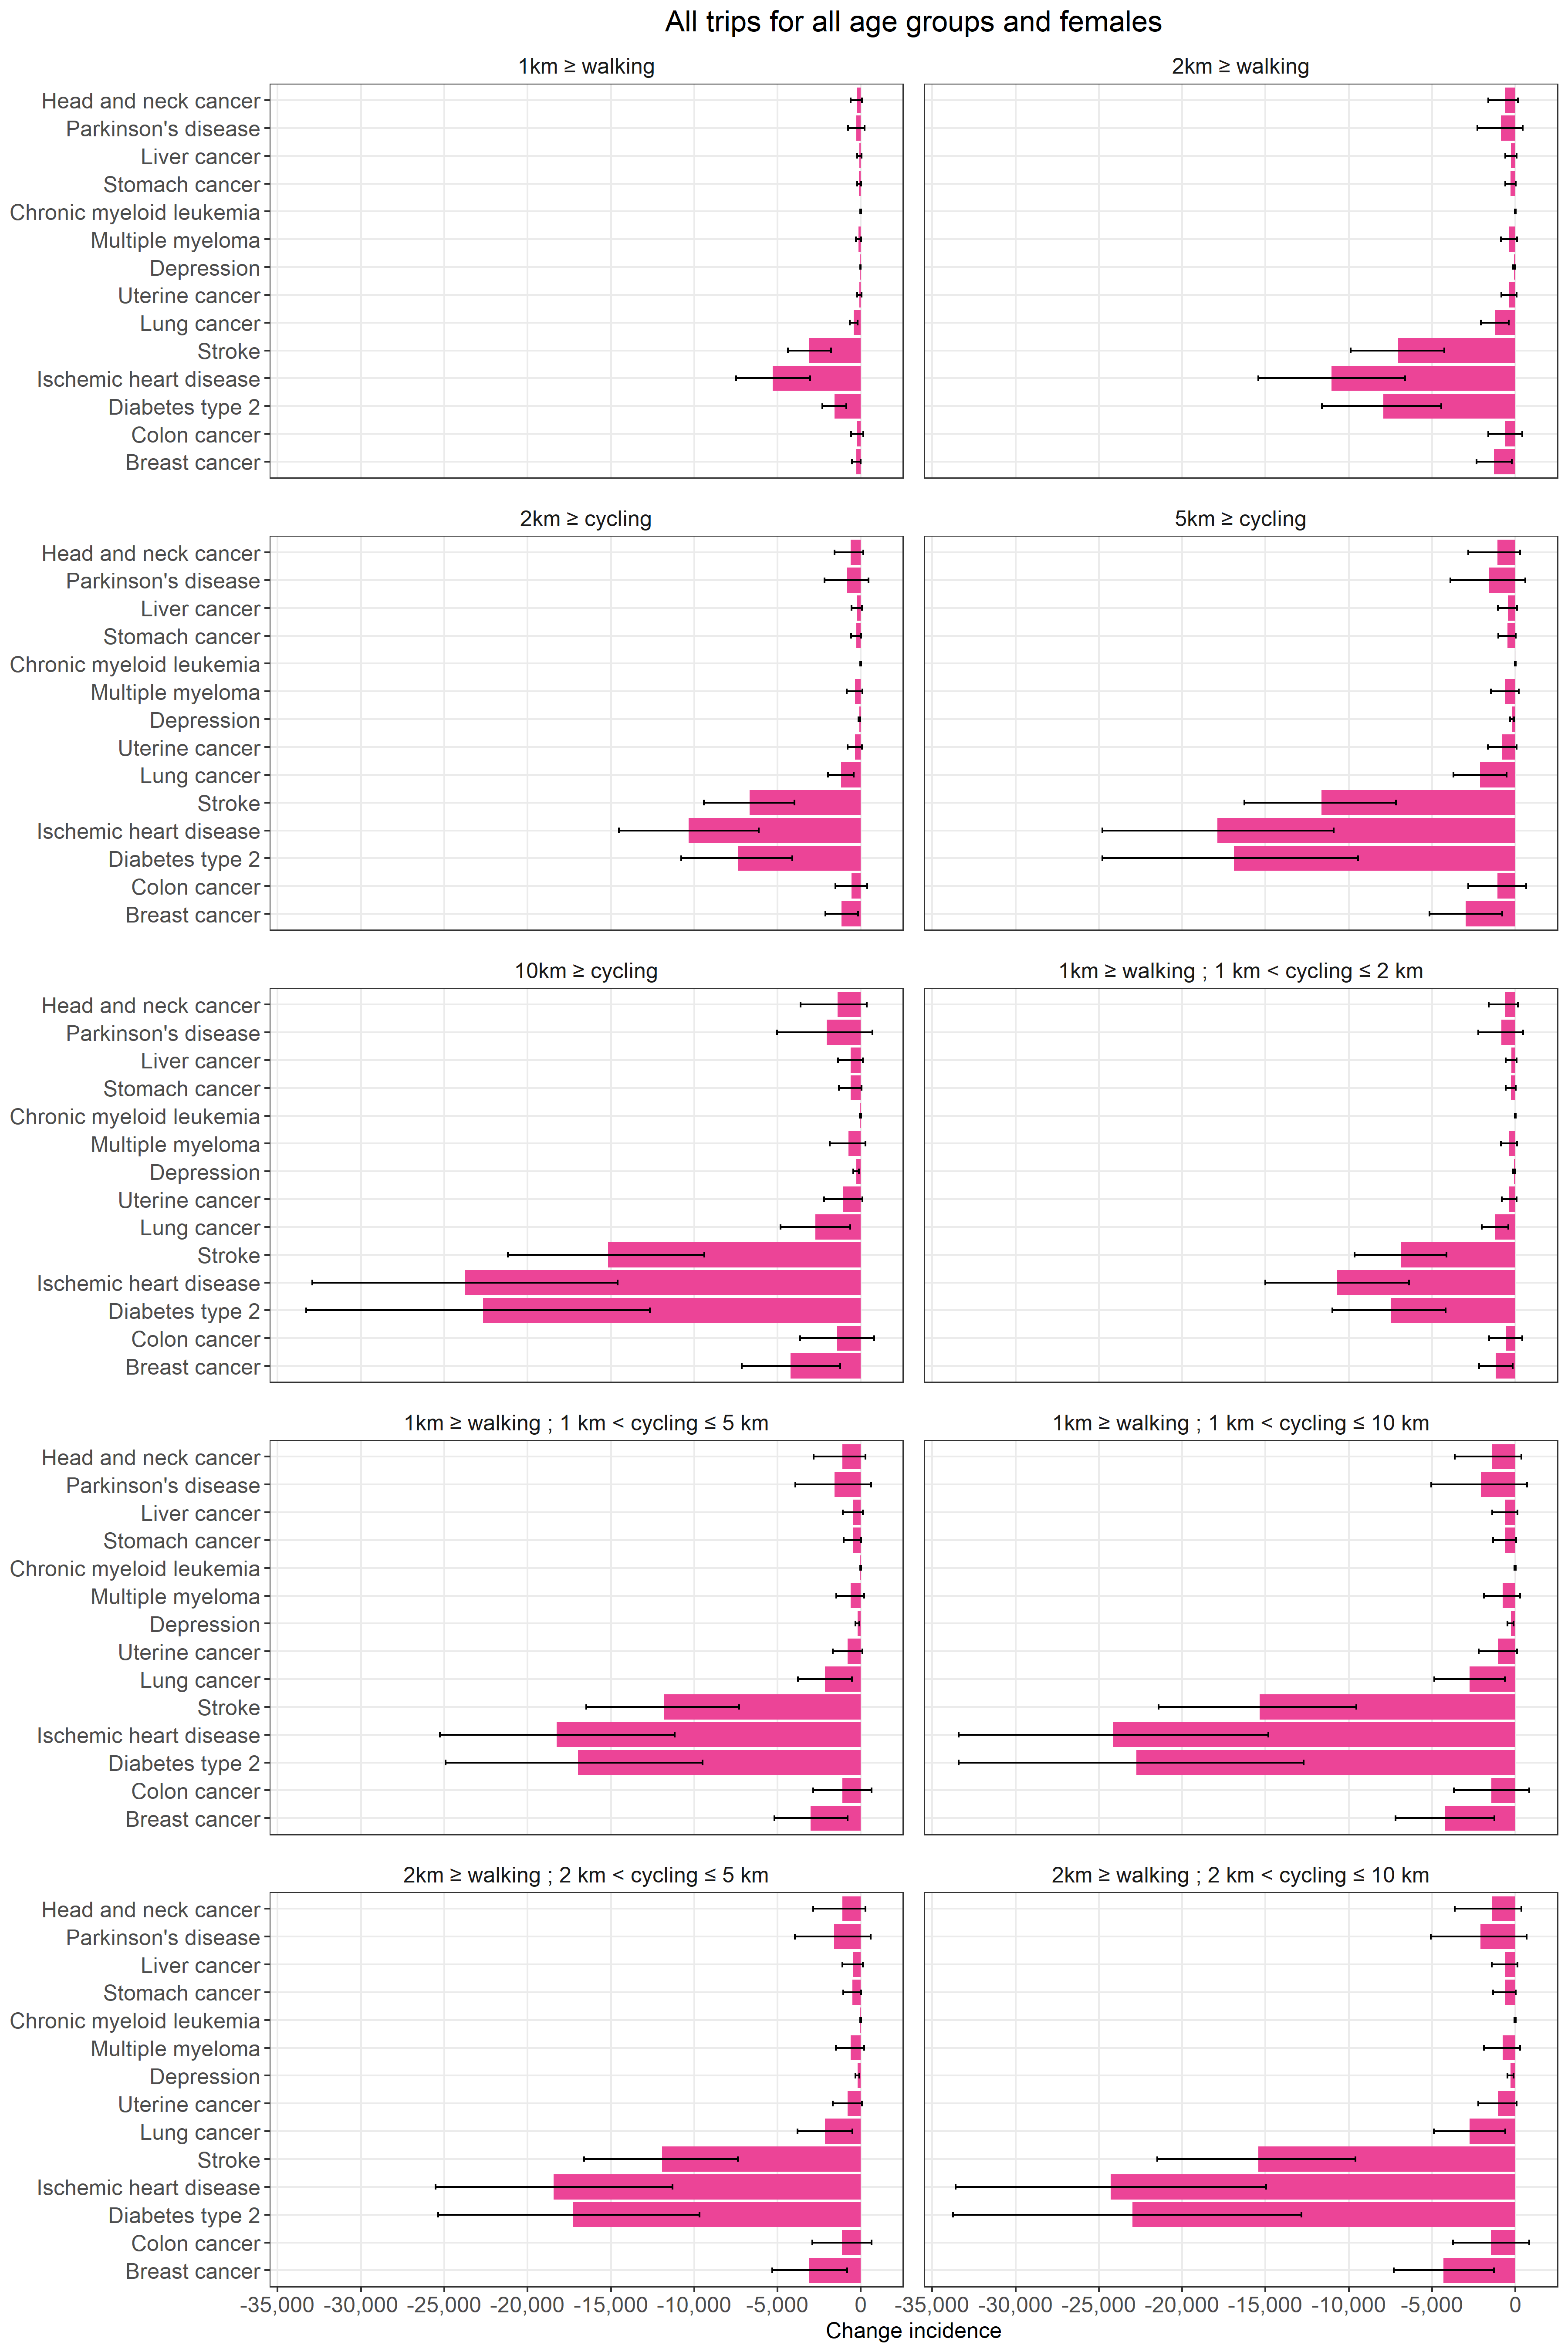 All trips for all age groups and females
1km ≥ walking
2km ≥ walking
Head and neck cancer
Parkinson's disease
Liver cancer
Stomach cancer
Chronic myeloid leukemia
Multiple myeloma
Depression
Uterine cancer
Lung cancer
Stroke
Ischemic heart disease
Diabetes type 2
Colon cancer
Breast cancer
2km ≥ cycling
5km ≥ cycling
Head and neck cancer
Parkinson's disease
Liver cancer
Stomach cancer
Chronic myeloid leukemia
Multiple myeloma
Depression
Uterine cancer
Lung cancer
Stroke
Ischemic heart disease
Diabetes type 2
Colon cancer
Breast cancer
10km ≥ cycling
1km ≥ walking ; 1 km < cycling ≤ 2 km
Head and neck cancer
Parkinson's disease
Liver cancer
Stomach cancer
Chronic myeloid leukemia
Multiple myeloma
Depression
Uterine cancer
Lung cancer
Stroke
Ischemic heart disease
Diabetes type 2
Colon cancer
Breast cancer
1km ≥ walking ; 1 km < cycling ≤ 5 km
1km ≥ walking ; 1 km < cycling ≤ 10 km
Head and neck cancer
Parkinson's disease
Liver cancer
Stomach cancer
Chronic myeloid leukemia
Multiple myeloma
Depression
Uterine cancer
Lung cancer
Stroke
Ischemic heart disease
Diabetes type 2
Colon cancer
Breast cancer
2km ≥ walking ; 2 km < cycling ≤ 5 km
2km ≥ walking ; 2 km < cycling ≤ 10 km
Head and neck cancer
Parkinson's disease
Liver cancer
Stomach cancer
Chronic myeloid leukemia
Multiple myeloma
Depression
Uterine cancer
Lung cancer
Stroke
Ischemic heart disease
Diabetes type 2
Colon cancer
Breast cancer
-35,000 -30,000 -25,000 -20,000 -15,000 -10,000 -5,000 0 -35,000 -30,000 -25,000 -20,000 -15,000 -10,000 -5,000 0
Change incidence